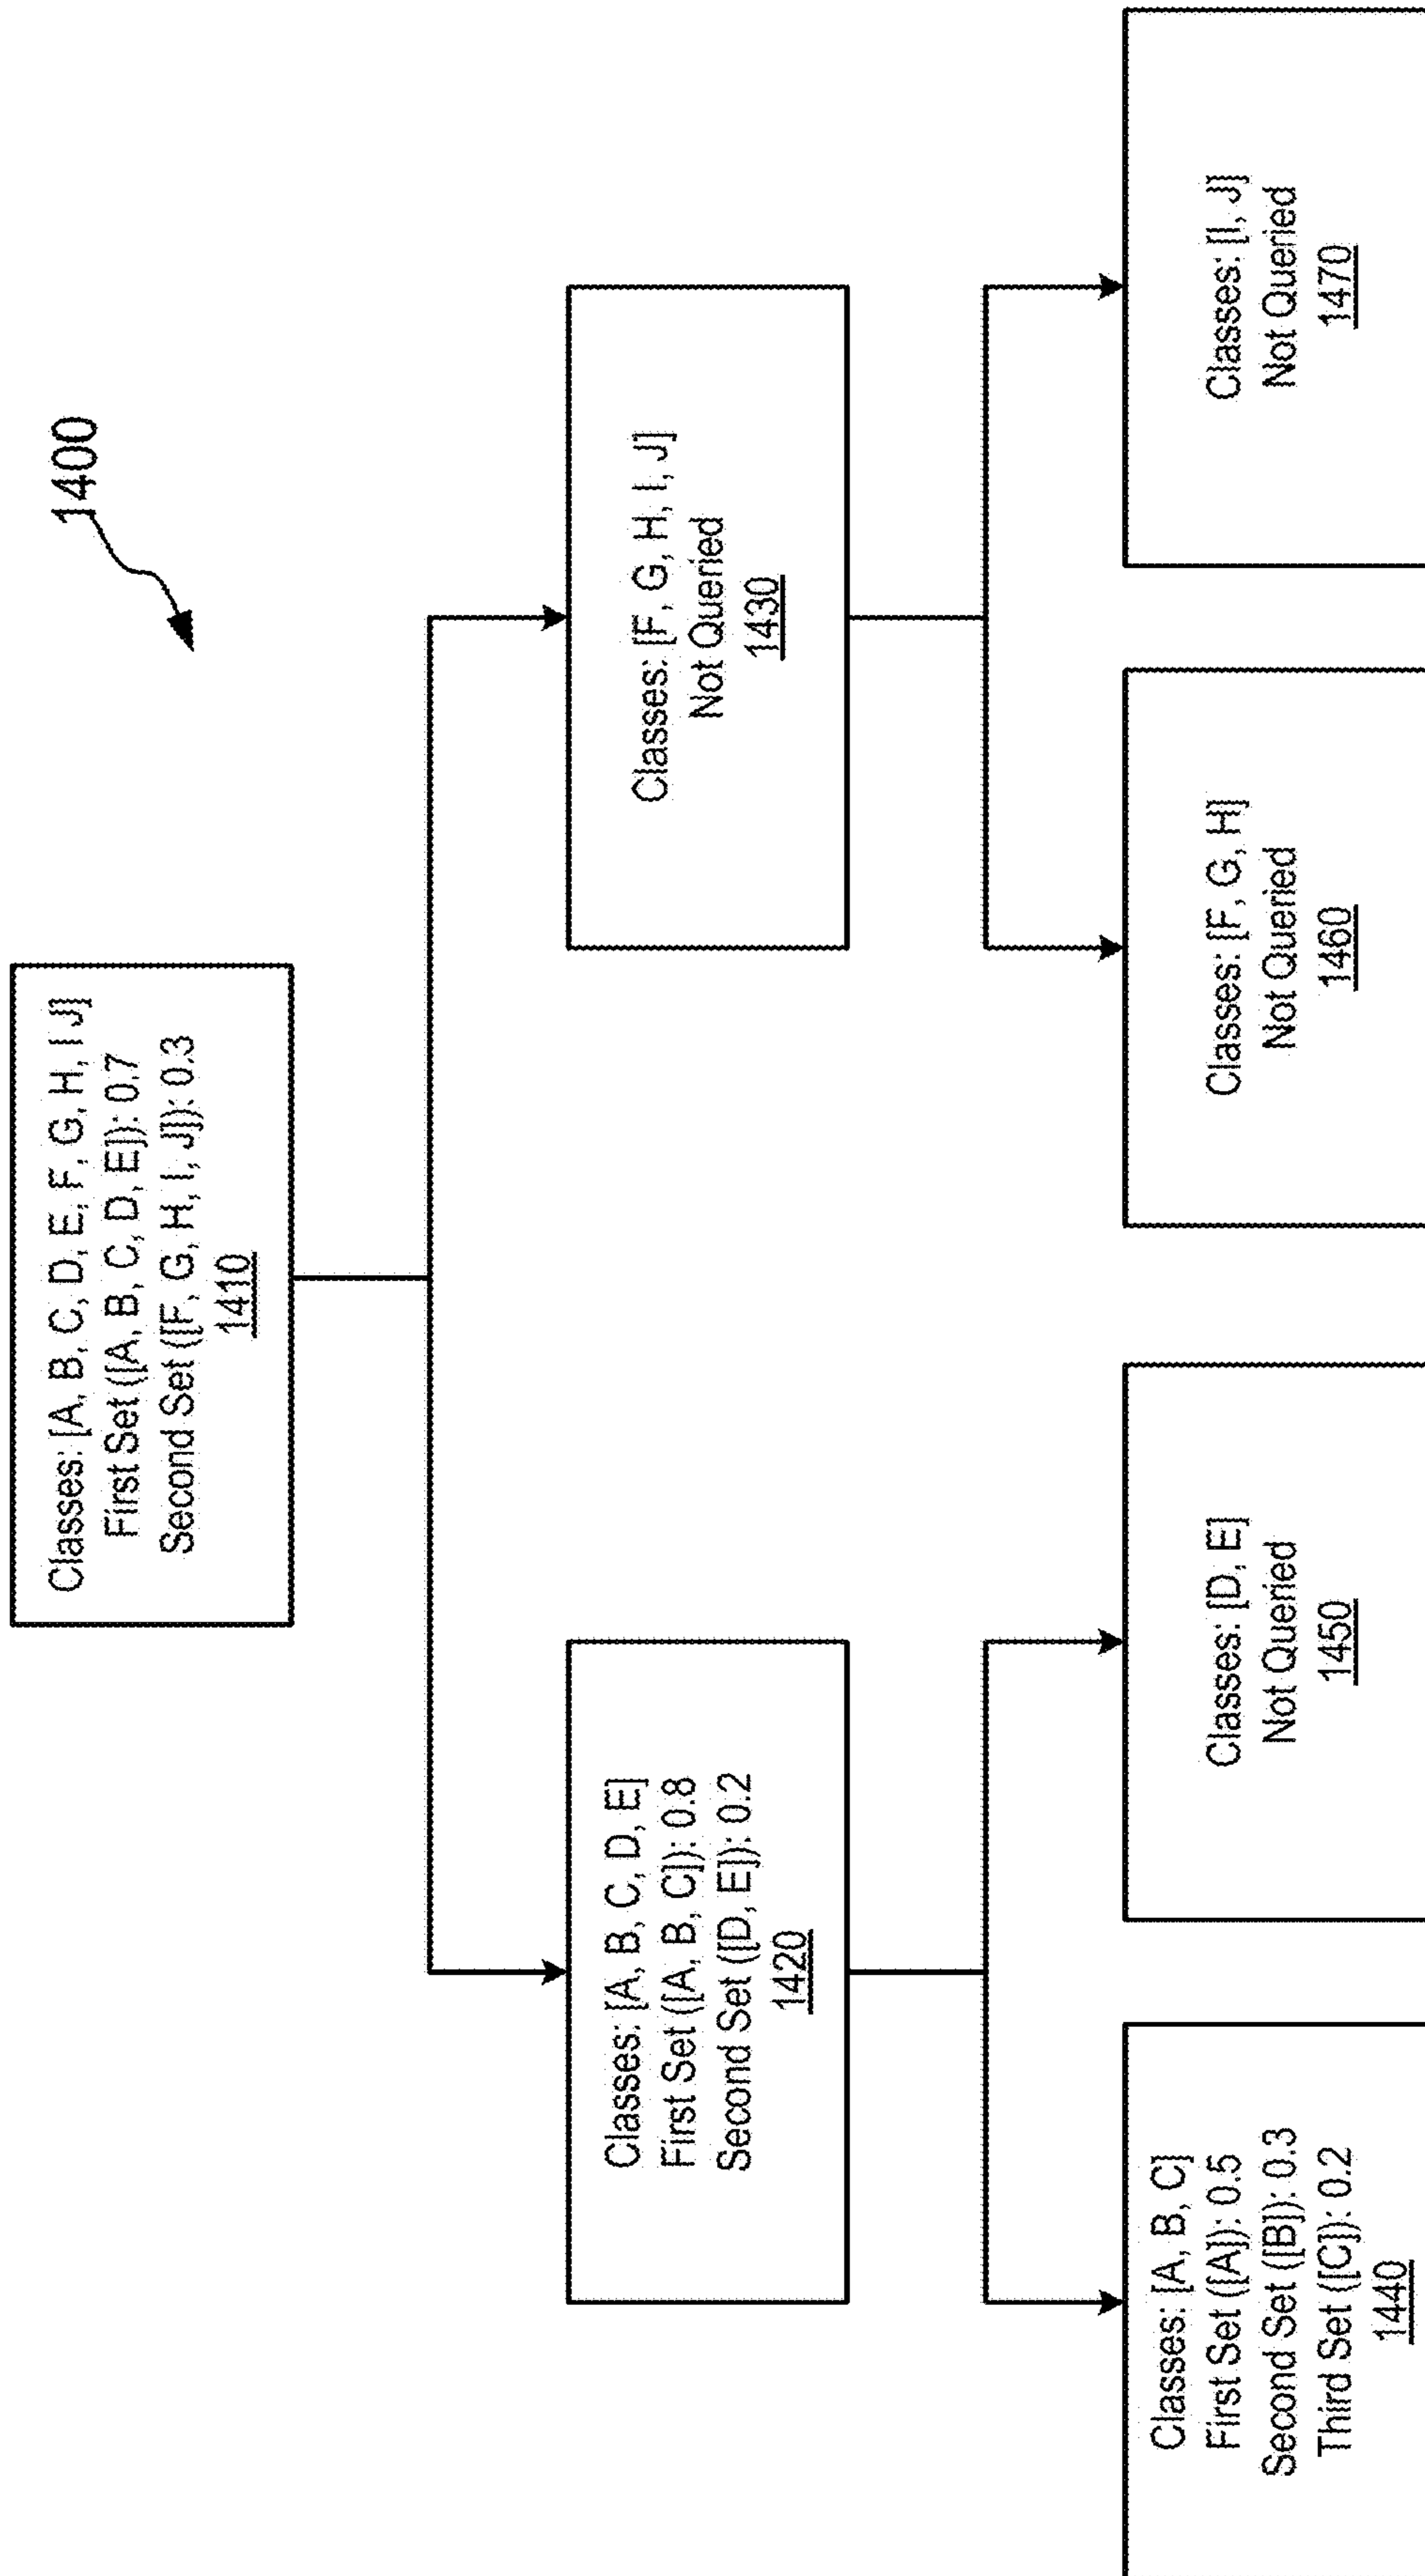 1400
Classes: [A, B, C, D, E, F, G, H, I J]
First Set ([A, B, C, D, E]): 0.7
Second Set ([F, G, H, I, J]): 0.3
1410
Classes: [A, B, C, D, E]
First Set ([A, B, C]): 0.8
Second Set ([D, E]): 0.2
1420
Classes: [F, G, H, I, J]
Not Queried
1430
Classes: [A, B, C]
First Set ([A]): 0.5
Second Set ([B]): 0.3
Third Set ([C]): 0.2
1440
Classes: [D, E]
Not Queried
1450
Classes: [F, G, H]
Not Queried
1460
Classes: [I, J]
Not Queried
1470